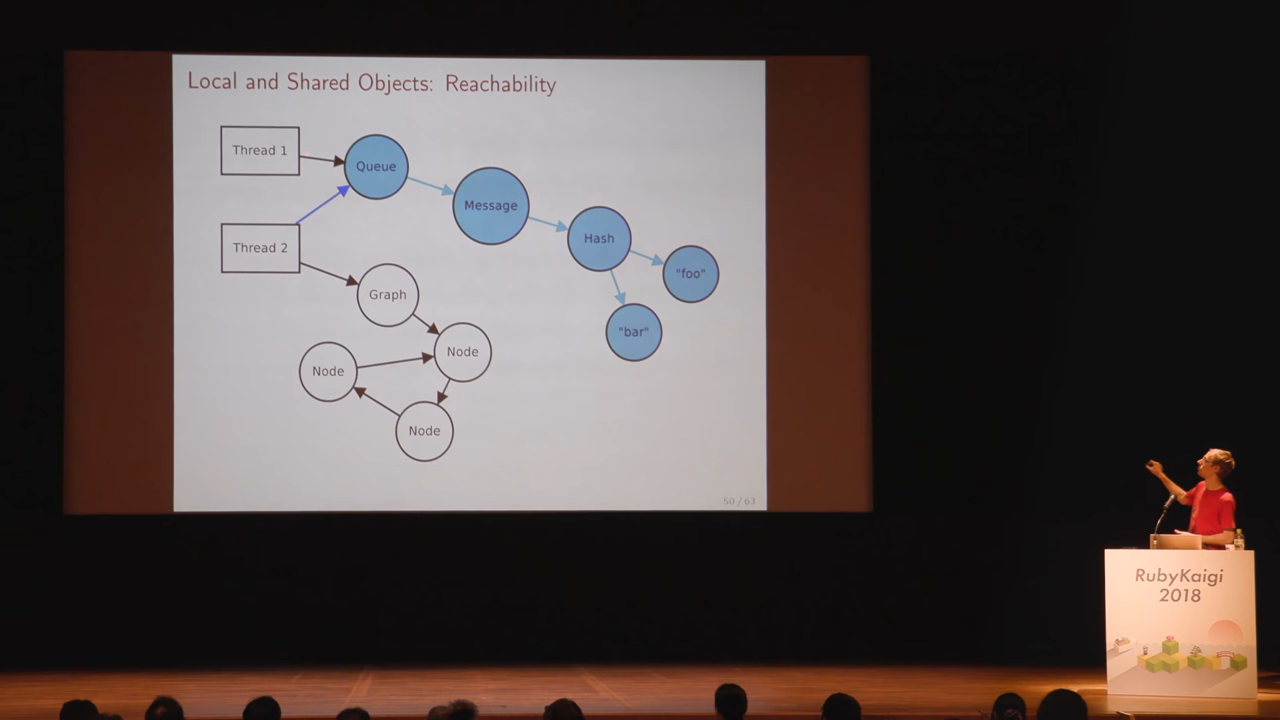 Local and Shared Objects: Reachability
Thread 1
Queue
Message
Hash
"foo"
"bar"
Thread 2
Graph
Node
Node
Node
50 / 63
RubyKaigi
2018